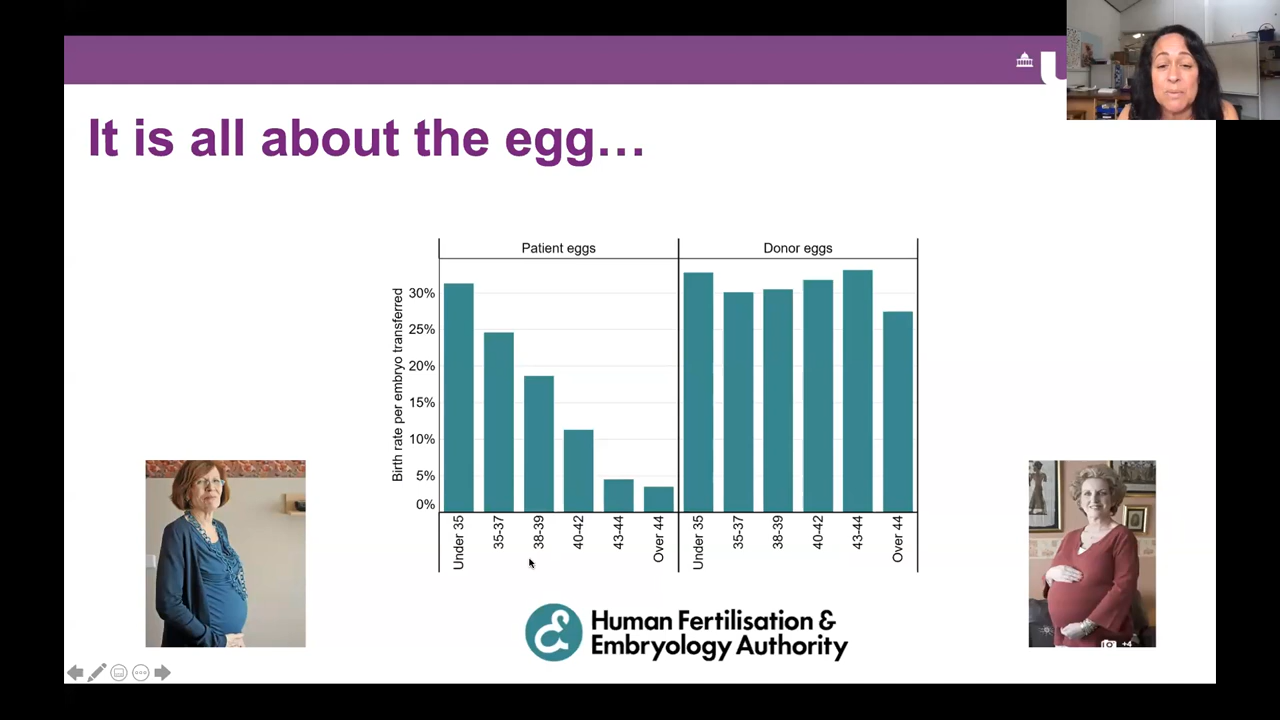 It is all about the egg…
Patient eggs
Donor eggs
Birth rate per embryo transferred
30%
25%
20%
15%
10%
5%
0%
Under 35
35-37
38-39
40-42
43-44
Over 44
Under 35
35-37
38-39
40-42
43-44
Over 44
Human Fertilisation &
Embryology Authority
+4